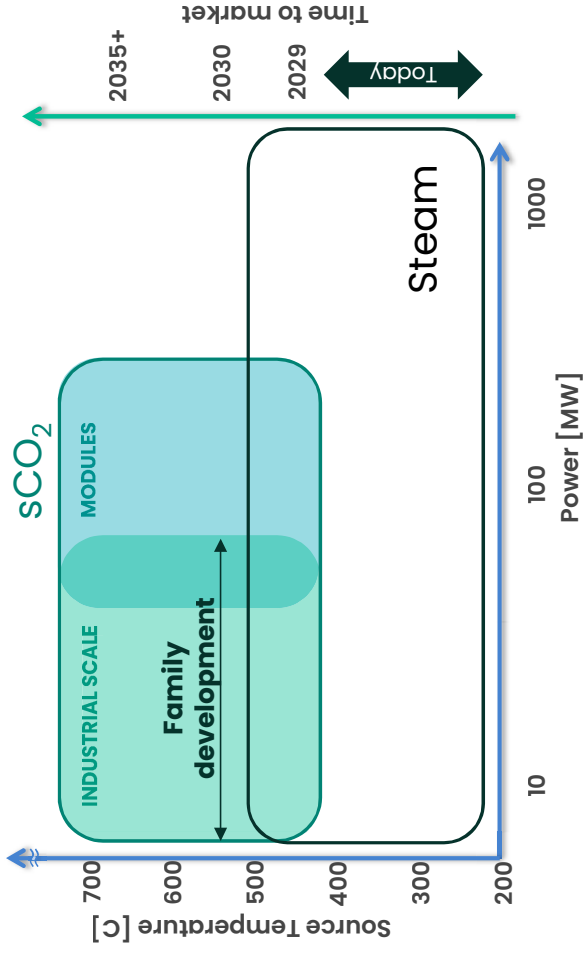 sCO2
INDUSTRIAL SCALE
MODULES
Family
development
Steam
Source Temperature [C]
700
600
500
400
300
200
10
100
1000
Power [MW]
Time to market
2035+
2030
2029
Today